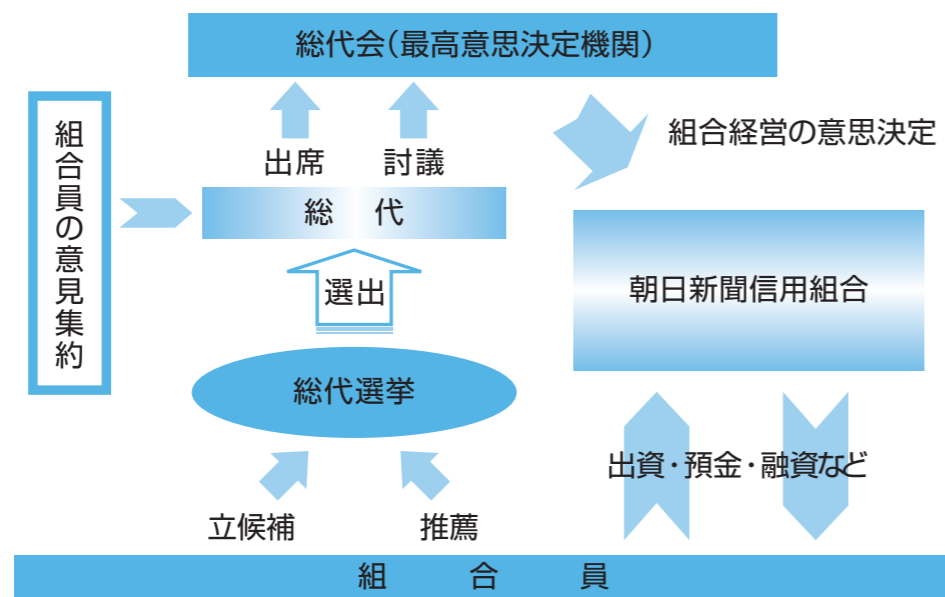 総代会（最高意思決定機関）
組合員の意見集約
出席
討議
組合経営の意思決定
総　代
選出
朝日新聞信用組合
総代選挙
出資・預金・融資など
立候補
推薦
組　合　員